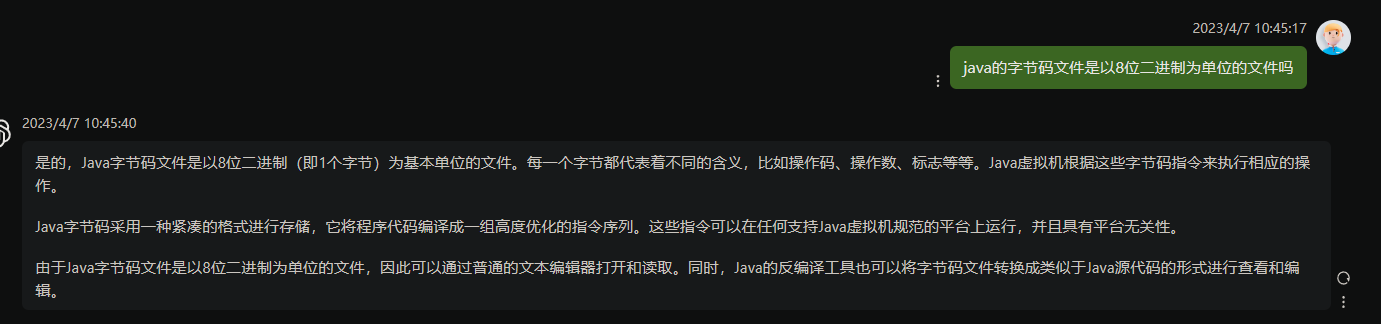 2023/4/7 10:45:17
java的字节码文件是以8位二进制为单位的文件吗
2023/4/7 10:45:40
是的，Java字节码文件是以8位二进制（即1个字节）为基本单位的文件。每一个字节都代表着不同的含义，比如操作码、操作数、标志等等。Java虚拟机根据这些字节码指令来执行相应的操
作。
Java字节码采用一种紧凑的格式进行存储，它将程序代码编译成一组高度优化的指令序列。这些指令可以在任何支持Java虚拟机规范的平台上运行，并且具有平台无关性。
由于Java字节码文件是以8位二进制为单位的文件，因此可以通过普通的文本编辑器打开和读取。同时，Java的反编译工具也可以将字节码文件转换成类似于Java源代码的形式进行查看和编
辑。